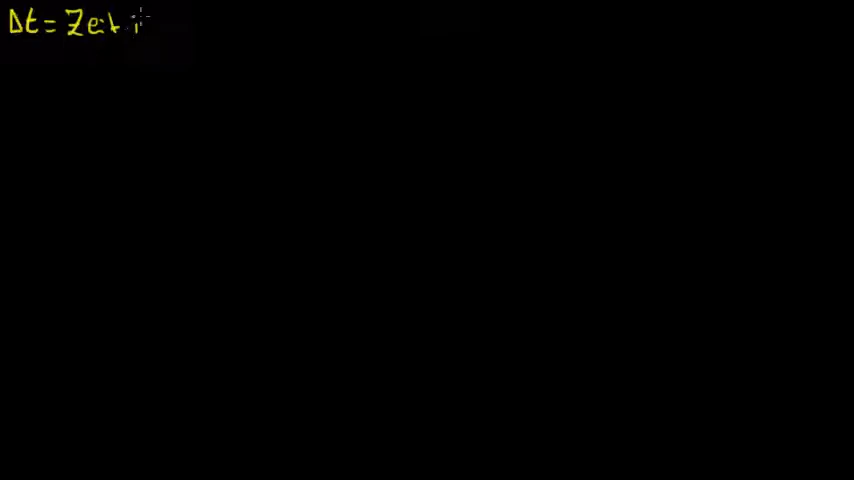 Δt = Zeit i